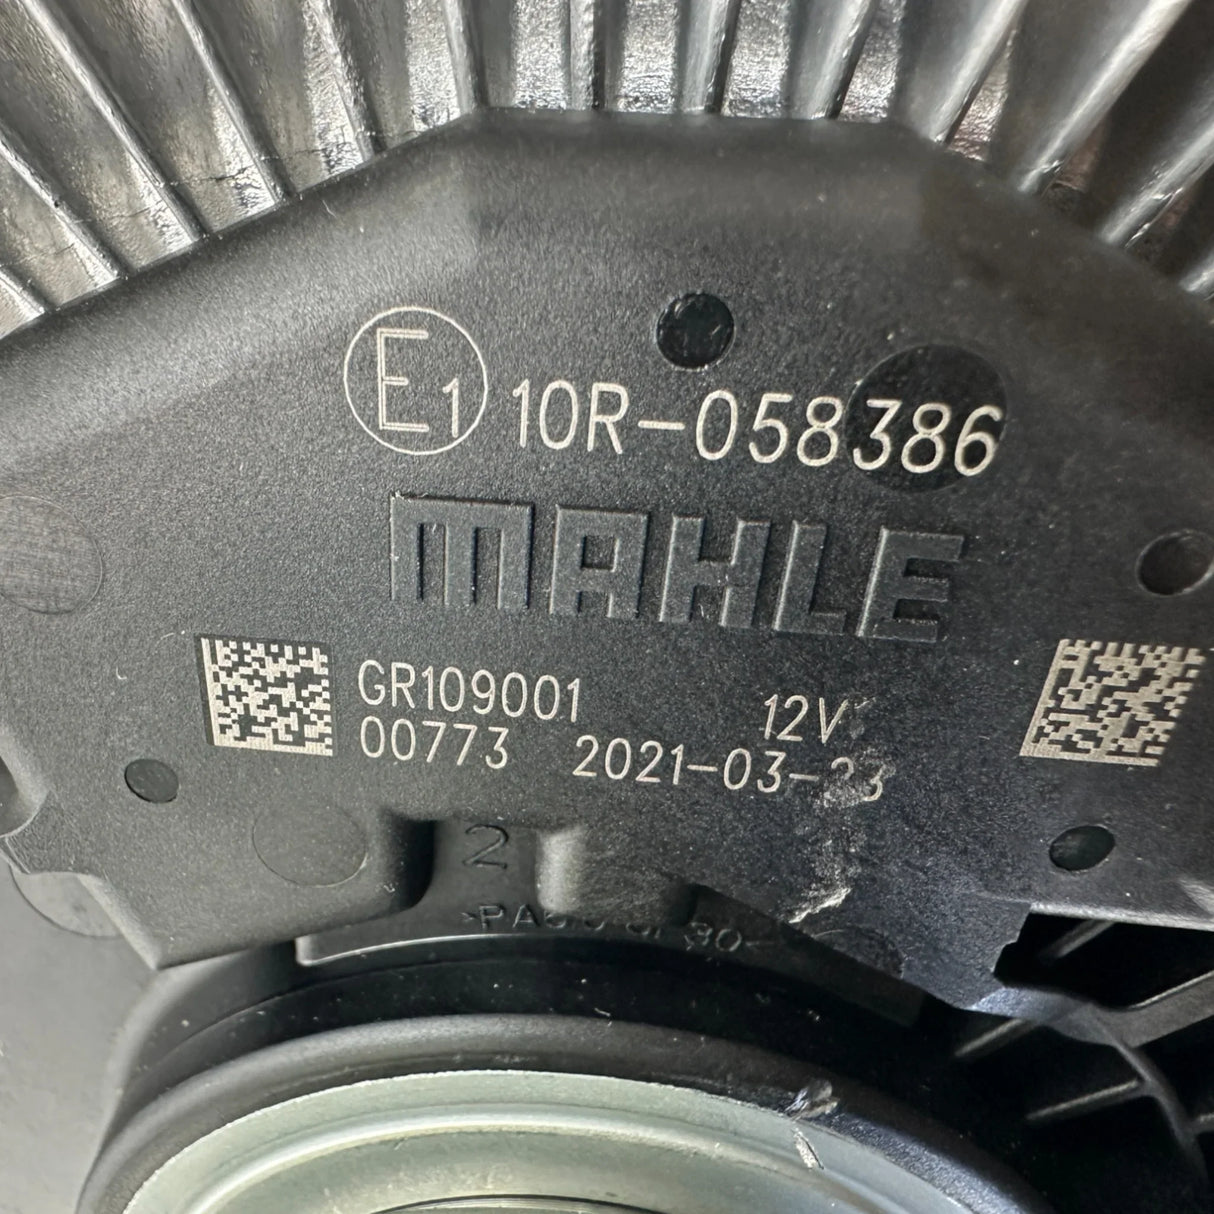 E1 10R-058386
MAHLE
GR109001 12V
00773 2021-03-23
2